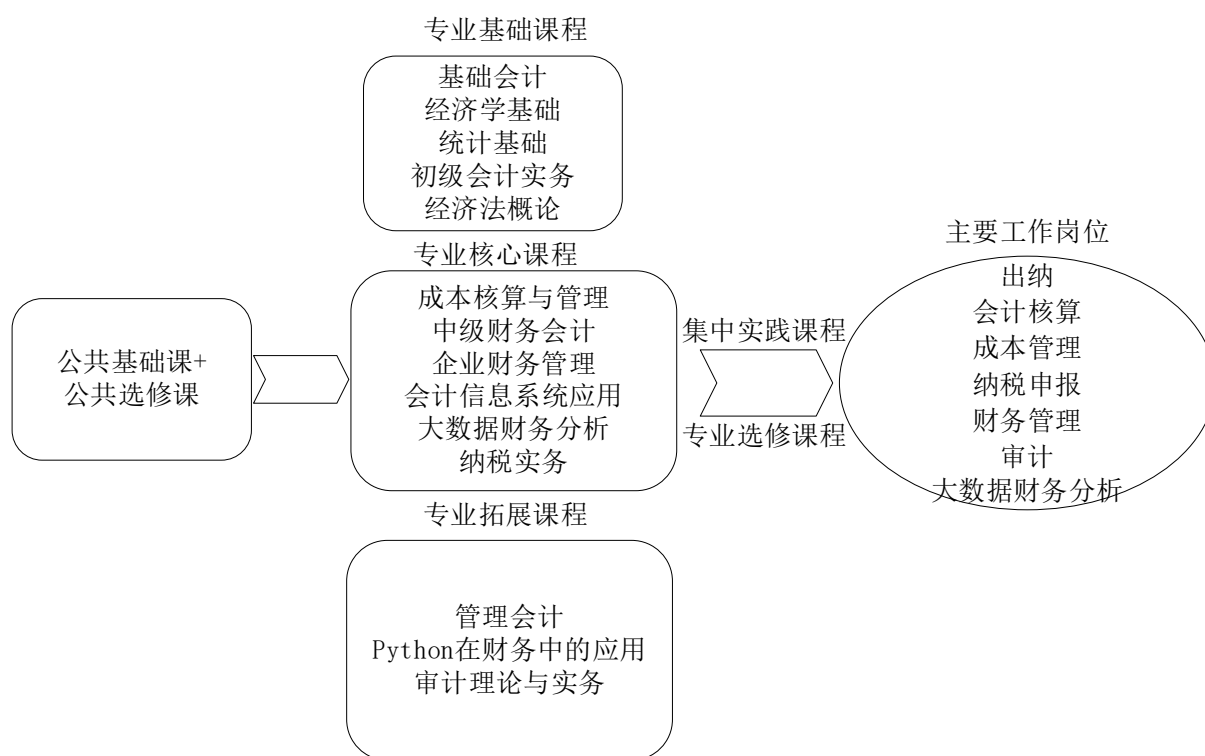 专业基础课程
基础会计
经济学基础
统计基础
初级会计实务
经济法概论
公共基础课+
公共选修课
专业核心课程
成本核算与管理
中级财务会计
企业财务管理
会计信息系统应用
大数据财务分析
纳税实务
专业拓展课程
管理会计
Python在财务中的应用
审计理论与实务
集中实践课程
专业选修课程
主要工作岗位
出纳
会计核算
成本管理
纳税申报
财务管理
审计
大数据财务分析